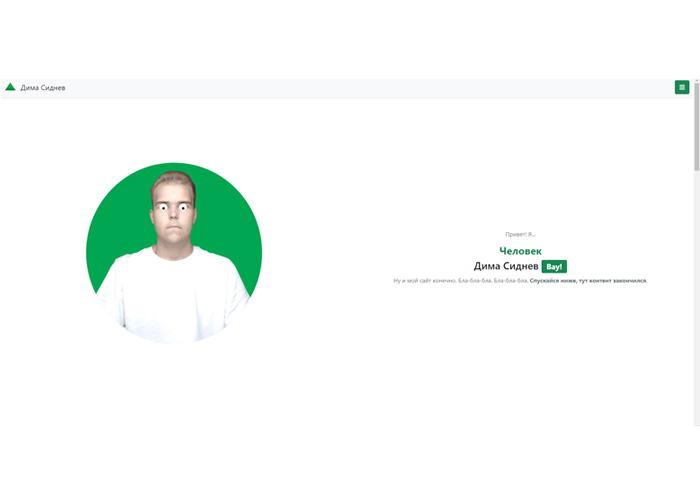 Дима Сиднев
Привет! Я...
Человек
Дима Сиднев Вау!
Ну и мой сайт конечно. Бла-бла-бла. Бла-бла-бла. Спускайся ниже, тут контент закончился.